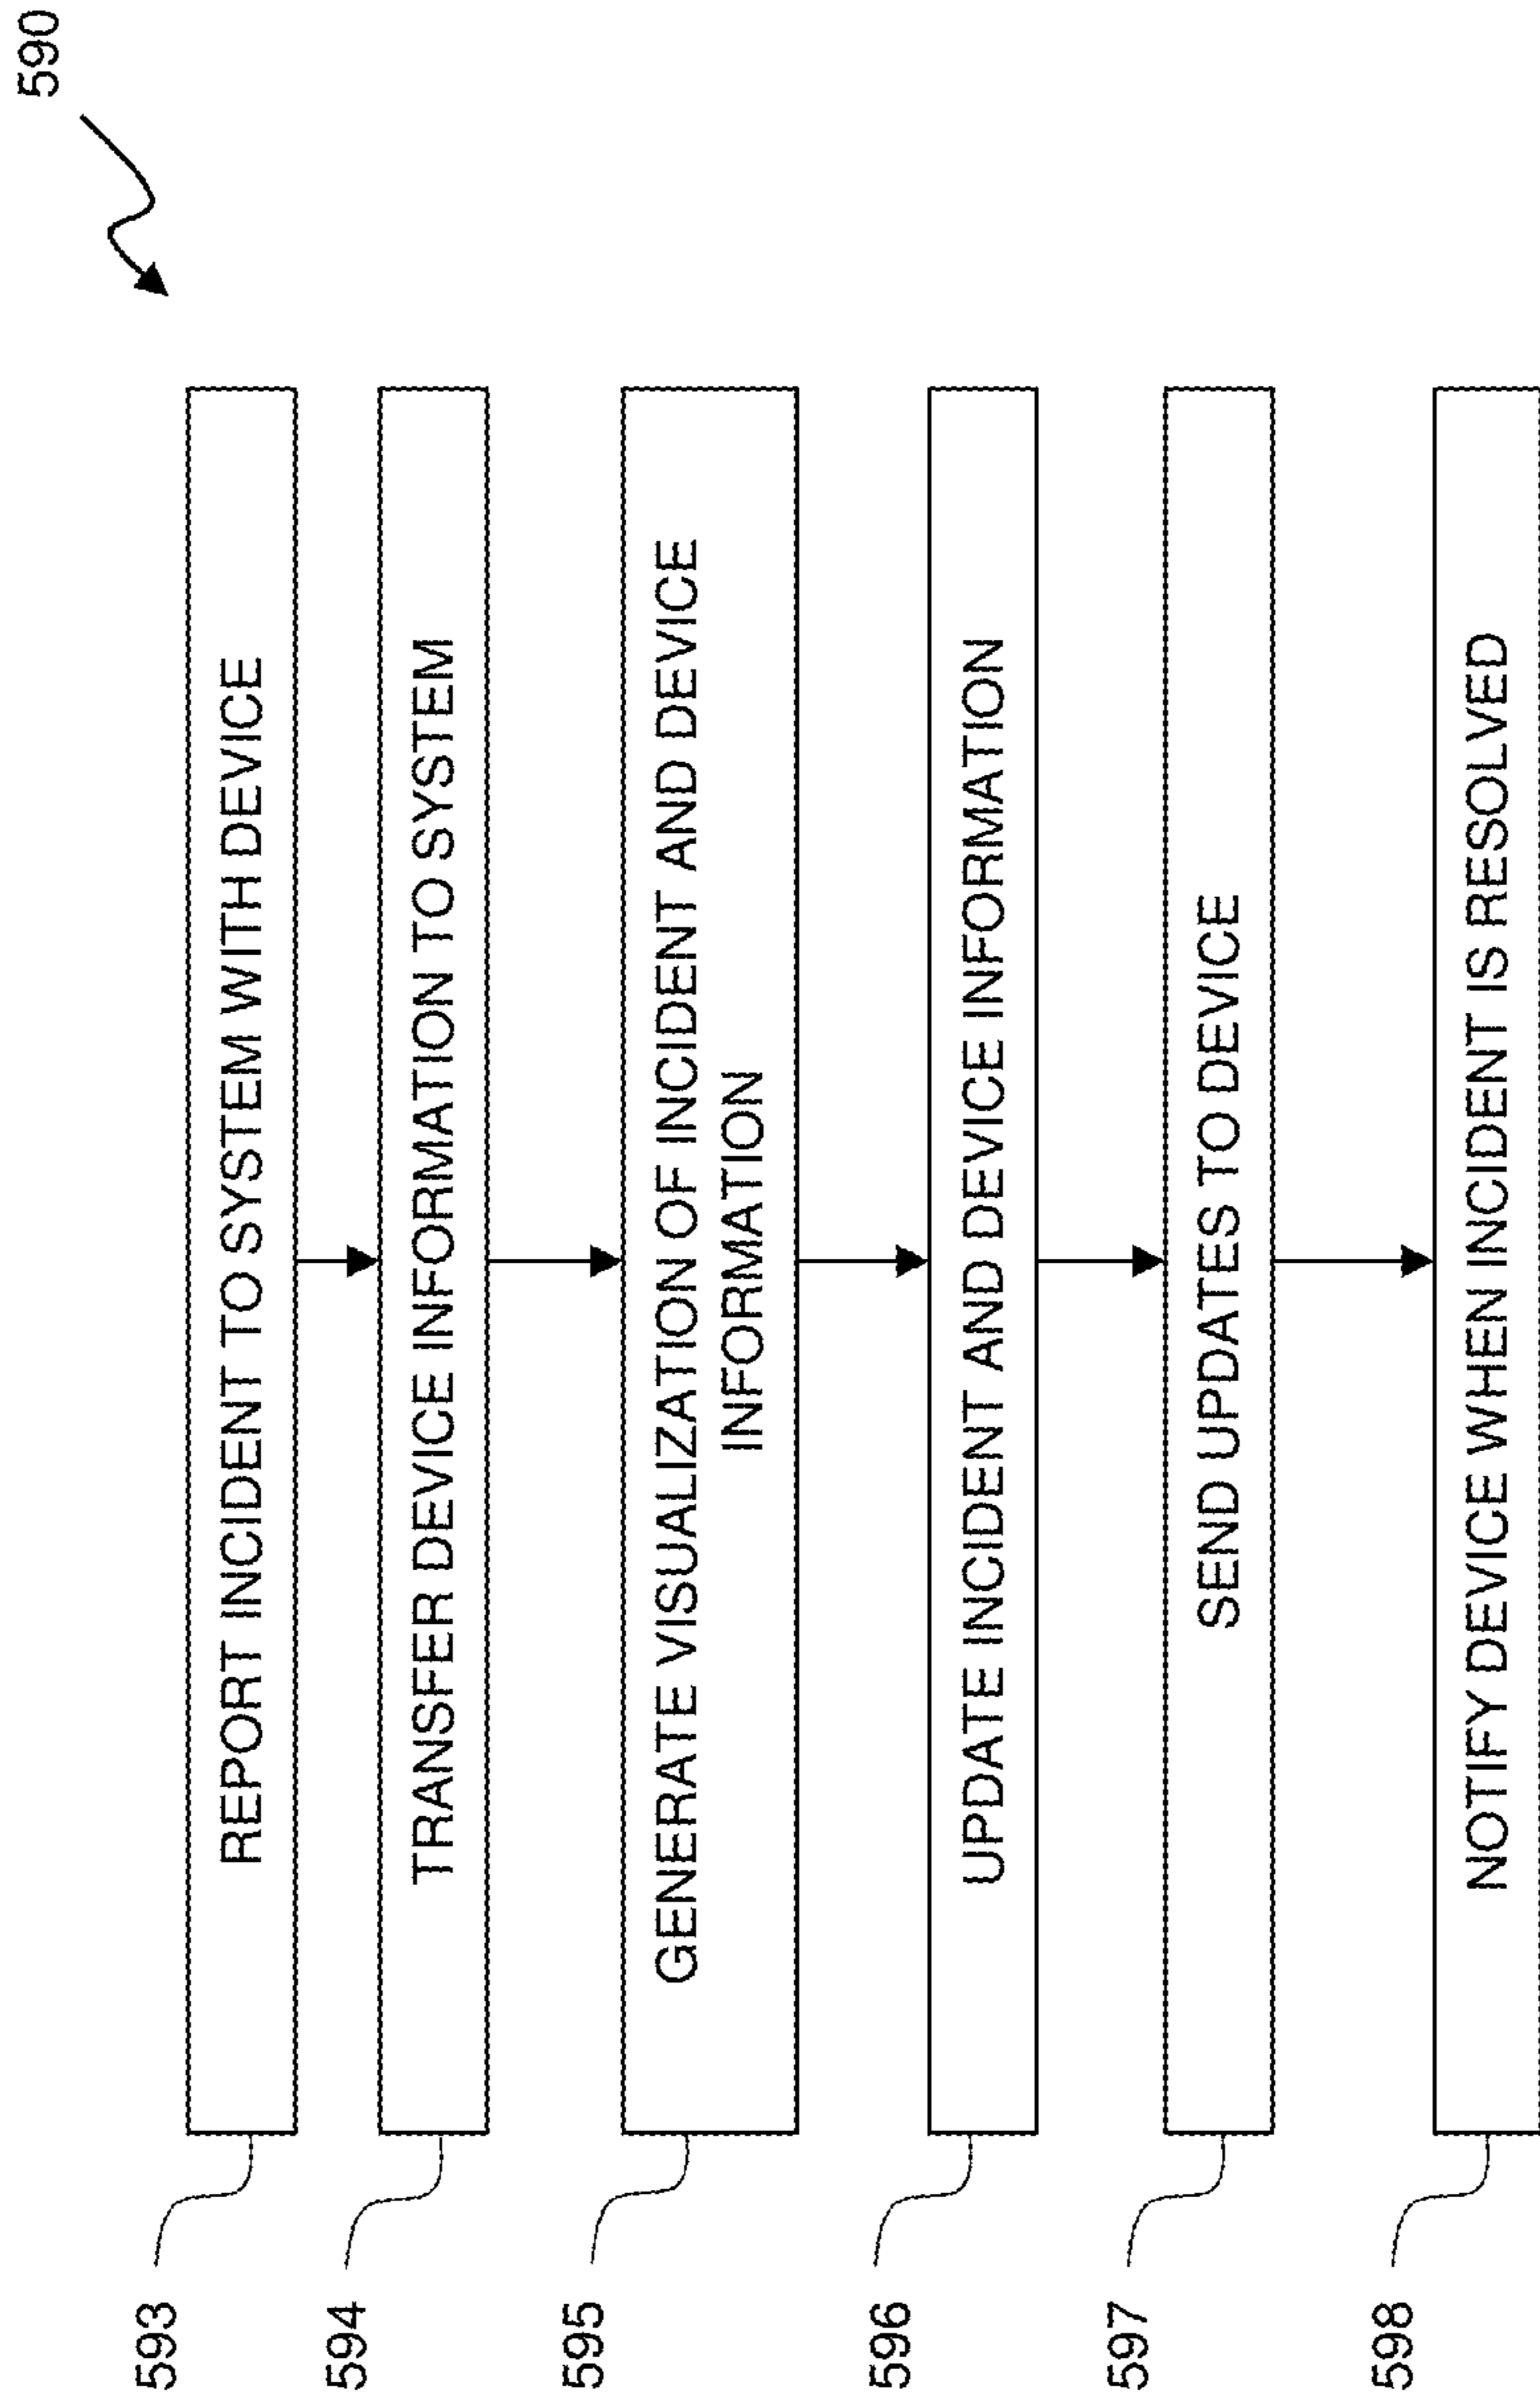 590
593
REPORT INCIDENT TO SYSTEM WITH DEVICE
594
TRANSFER DEVICE INFORMATION TO SYSTEM
595
GENERATE VISUALIZATION OF INCIDENT AND DEVICE
INFORMATION
596
UPDATE INCIDENT AND DEVICE INFORMATION
597
SEND UPDATES TO DEVICE
598
NOTIFY DEVICE WHEN INCIDENT IS RESOLVED